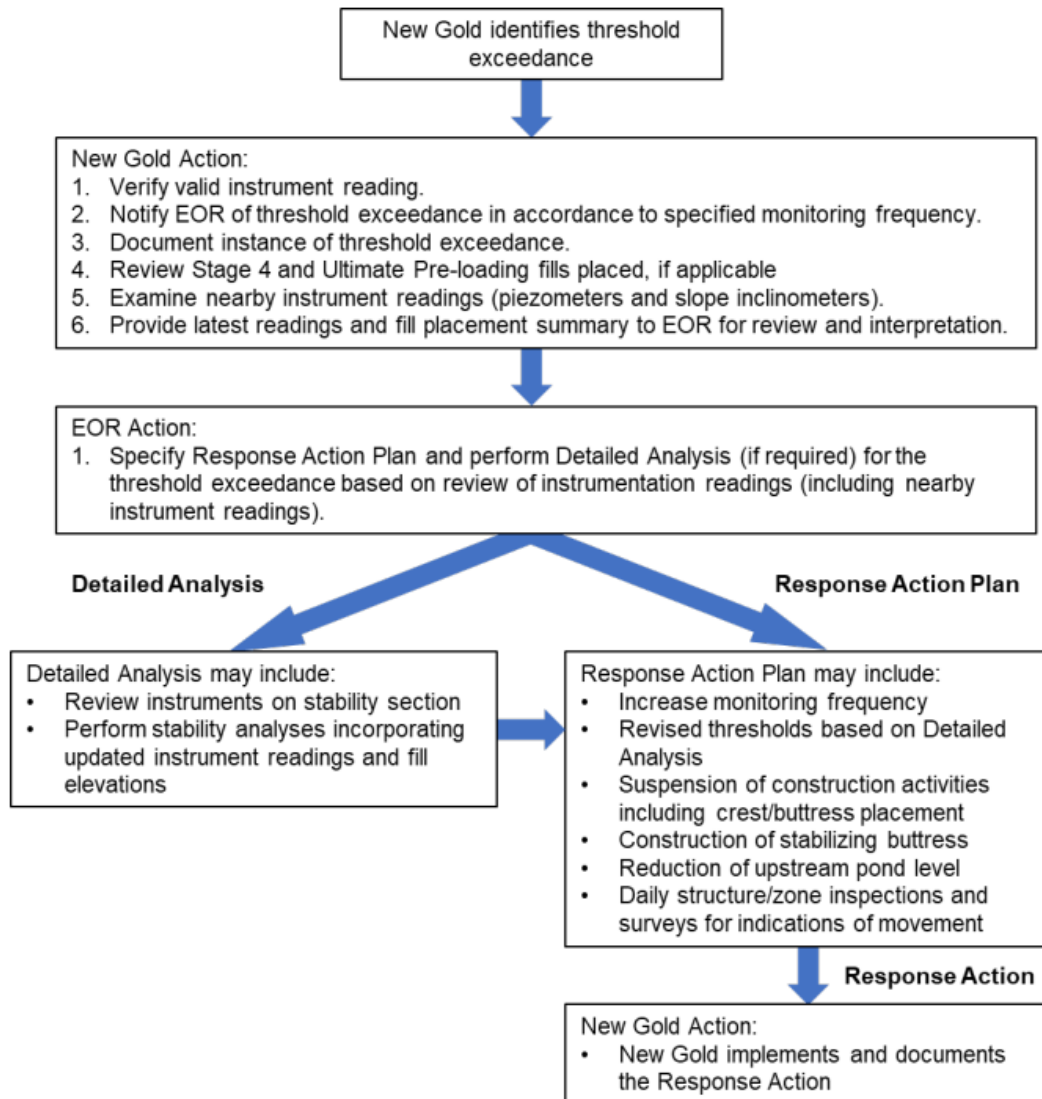 New Gold identifies threshold
exceedance
New Gold Action:
1. Verify valid instrument reading.
2. Notify EOR of threshold exceedance in accordance to specified monitoring frequency.
3. Document instance of threshold exceedance.
4. Review Stage 4 and Ultimate Pre-loading fills placed, if applicable
5. Examine nearby instrument readings (piezometers and slope inclinometers).
6. Provide latest readings and fill placement summary to EOR for review and interpretation.
EOR Action:
1. Specify Response Action Plan and perform Detailed Analysis (if required) for the
threshold exceedance based on review of instrumentation readings (including nearby
instrument readings).
Detailed Analysis
Response Action Plan
Detailed Analysis may include:
• Review instruments on stability section
• Perform stability analyses incorporating
updated instrument readings and fill
elevations
Response Action Plan may include:
• Increase monitoring frequency
• Revised thresholds based on Detailed
Analysis
• Suspension of construction activities
including crest/buttress placement
• Construction of stabilizing buttress
• Reduction of upstream pond level
• Daily structure/zone inspections and
surveys for indications of movement
Response Action
New Gold Action:
• New Gold implements and documents
the Response Action